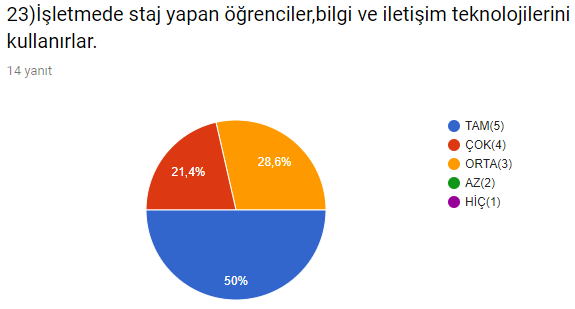 23)İşletmede staj yapan öğrenciler,bilgi ve iletişim teknolojilerini
kullanırlar.
14 yanıt
TAM(5)
ÇOK(4)
ORTA(3)
AZ(2)
HİÇ(1)
21,4%
28,6%
50%